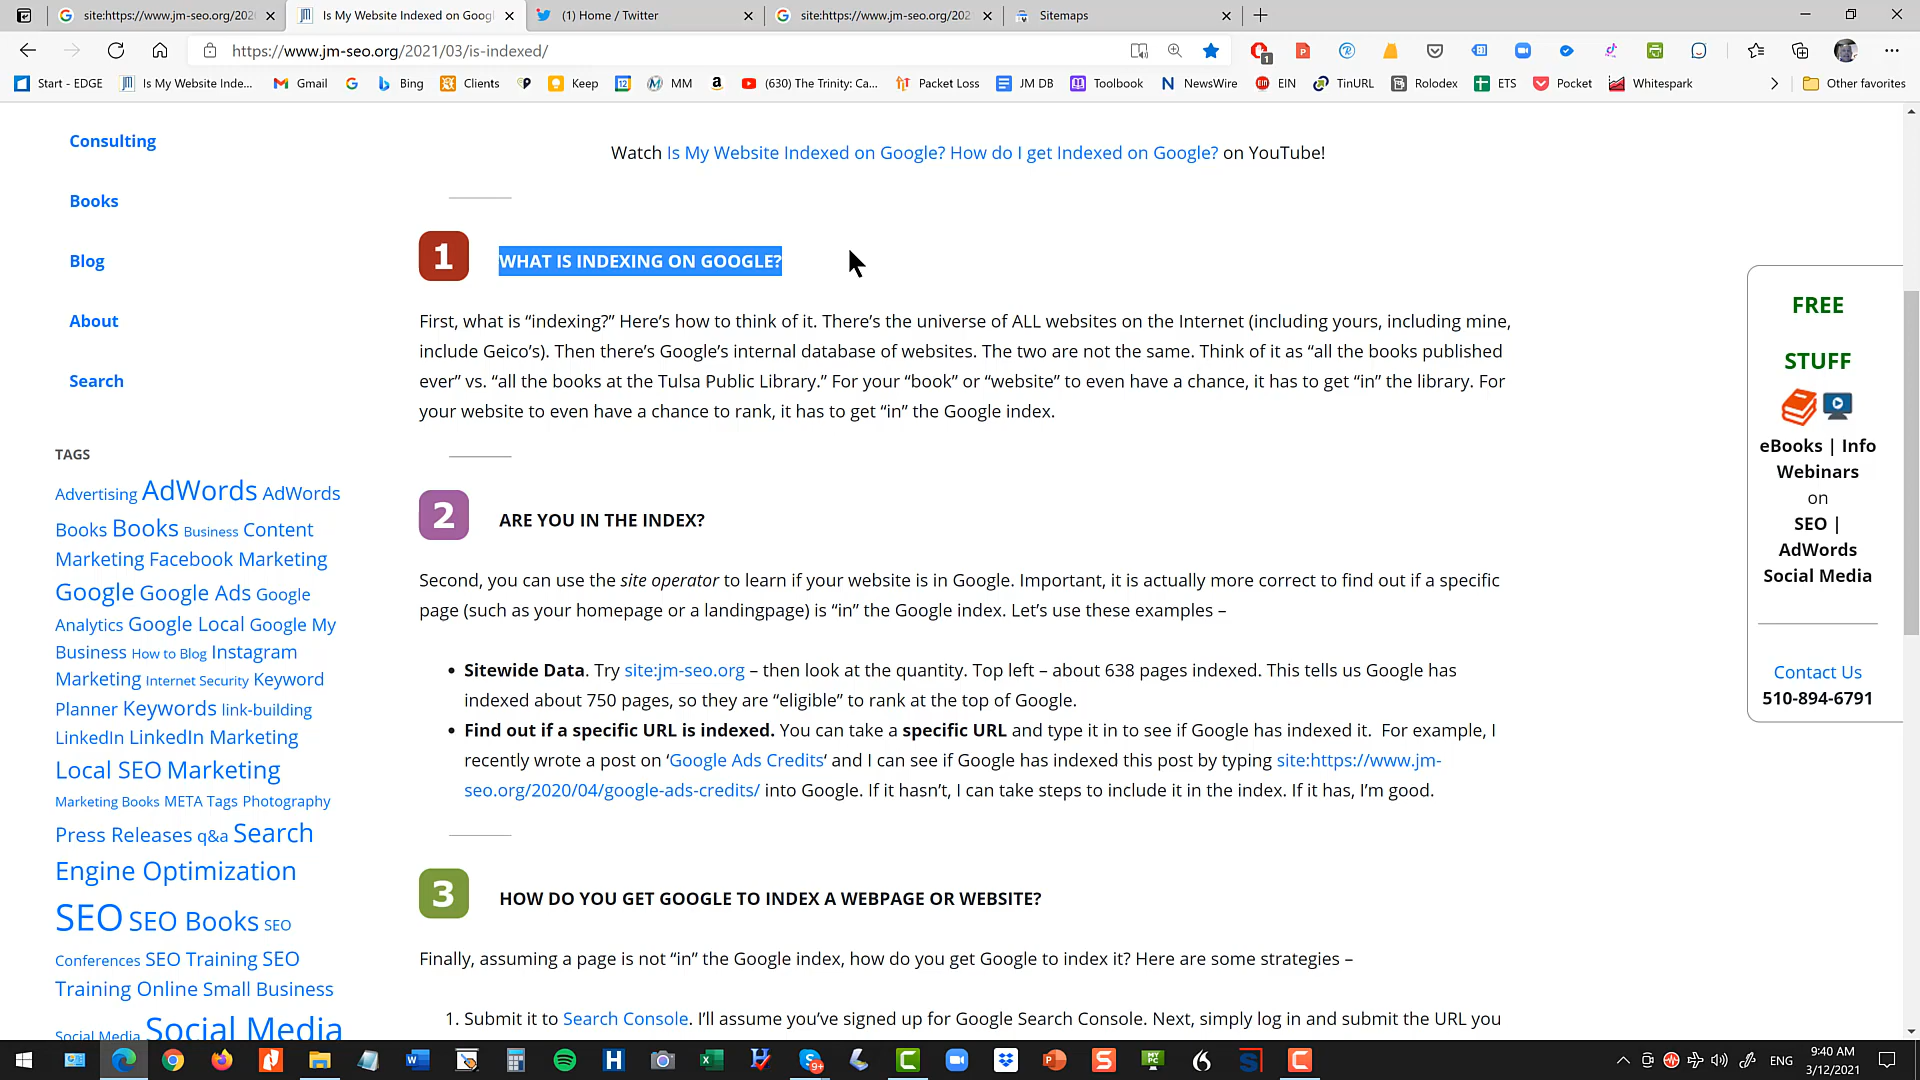 site:https://www.jm-seo.org/202
Is My Website Indexed on Googl
(1) Home / Twitter
site:https://www.jm-seo.org/202
Sitemaps
https://www.jm-seo.org/2021/03/is-indexed/
Start - EDGE
Is My Website Inde...
Gmail
Bing
Clients
Keep
MM
(630) The Trinity: Ca...
Packet Loss
JM DB
Toolbook
NewsWire
EIN
TinURL
Rolodex
ETS
Pocket
Whitespark
Other favorites
Consulting
Books
Blog
About
Search
TAGS
Advertising AdWords AdWords
Books Books Business Content
Marketing Facebook Marketing
Google Google Ads Google
Analytics Google Local Google My
Business How to Blog Instagram
Marketing Internet Security Keyword
Planner Keywords link-building
LinkedIn LinkedIn Marketing
Local SEO Marketing
Marketing Books META Tags Photography
Press Releases q&a Search
Engine Optimization
SEO SEO Books SEO
Conferences SEO Training SEO
Training Online Small Business
Social Media Social Media
Watch Is My Website Indexed on Google? How do I get Indexed on Google? on YouTube!
1 WHAT IS INDEXING ON GOOGLE?
First, what is “indexing?” Here’s how to think of it. There’s the universe of ALL websites on the Internet (including yours, including mine,
include Geico’s). Then there’s Google’s internal database of websites. The two are not the same. Think of it as “all the books published
ever” vs. “all the books at the Tulsa Public Library.” For your “book” or “website” to even have a chance, it has to get “in” the library. For
your website to even have a chance to rank, it has to get “in” the Google index.
2 ARE YOU IN THE INDEX?
Second, you can use the site operator to learn if your website is in Google. Important, it is actually more correct to find out if a specific
page (such as your homepage or a landingpage) is “in” the Google index. Let’s use these examples –
• Sitewide Data. Try site:jm-seo.org – then look at the quantity. Top left – about 638 pages indexed. This tells us Google has
indexed about 750 pages, so they are “eligible” to rank at the top of Google.
• Find out if a specific URL is indexed. You can take a specific URL and type it in to see if Google has indexed it. For example, I
recently wrote a post on ‘Google Ads Credits‘ and I can see if Google has indexed this post by typing site:https://www.jm-
seo.org/2020/04/google-ads-credits/ into Google. If it hasn’t, I can take steps to include it in the index. If it has, I’m good.
3 HOW DO YOU GET GOOGLE TO INDEX A WEBPAGE OR WEBSITE?
Finally, assuming a page is not “in” the Google index, how do you get Google to index it? Here are some strategies –
1. Submit it to Search Console. I’ll assume you’ve signed up for Google Search Console. Next, simply log in and submit the URL you
FREE
STUFF
eBooks | Info
Webinars
on
SEO |
AdWords
Social Media
Contact Us
510-894-6791
ENG
9:40 AM
3/12/2021